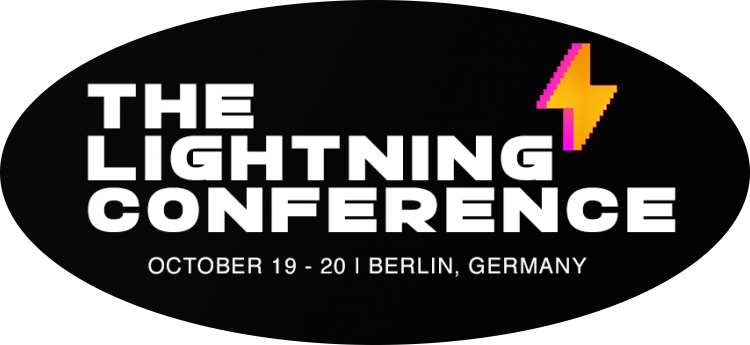 THE
LIGHTNING
CONFERENCE
OCTOBER 19 - 20 | BERLIN, GERMANY